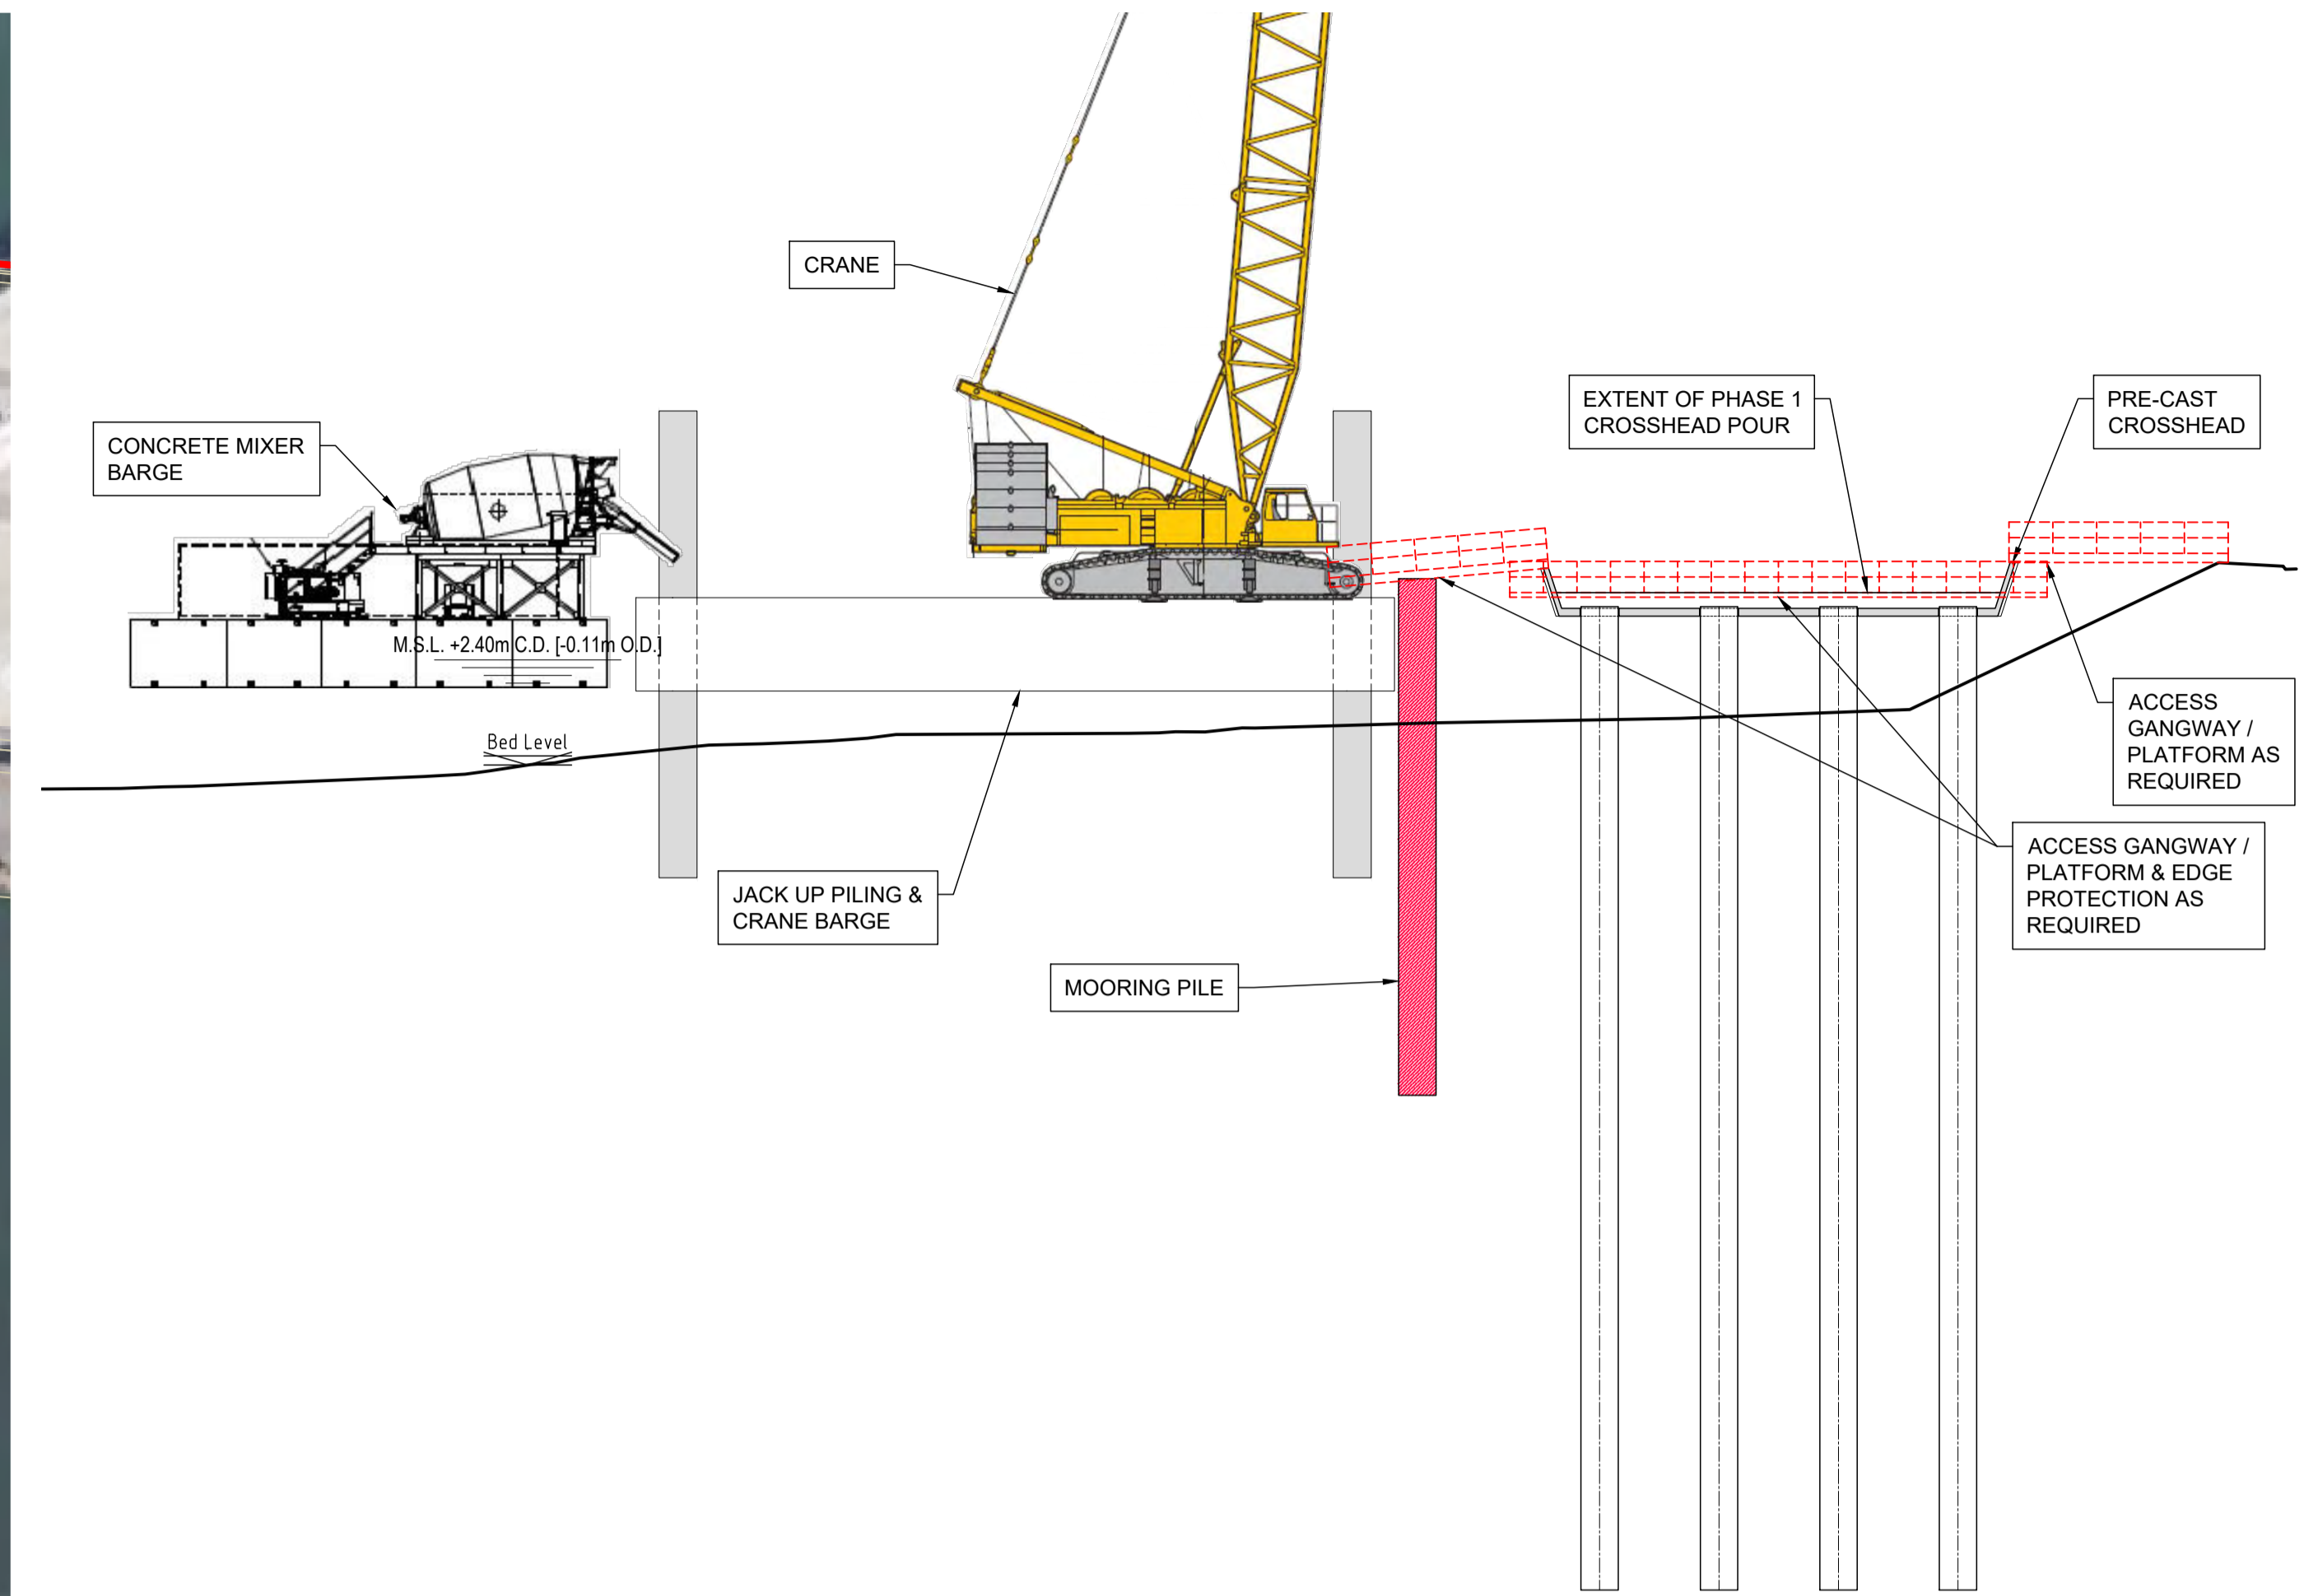 CRANE
EXTENT OF PHASE 1
CROSSHEAD POUR
PRE-CAST
CROSSHEAD
CONCRETE MIXER
BARGE
M.S.L. +2.40m C.D. [-0.11m O.D.]
Bed Level
ACCESS
GANGWAY /
PLATFORM AS
REQUIRED
ACCESS GANGWAY /
PLATFORM & EDGE
PROTECTION AS
REQUIRED
JACK UP PILING &
CRANE BARGE
MOORING PILE